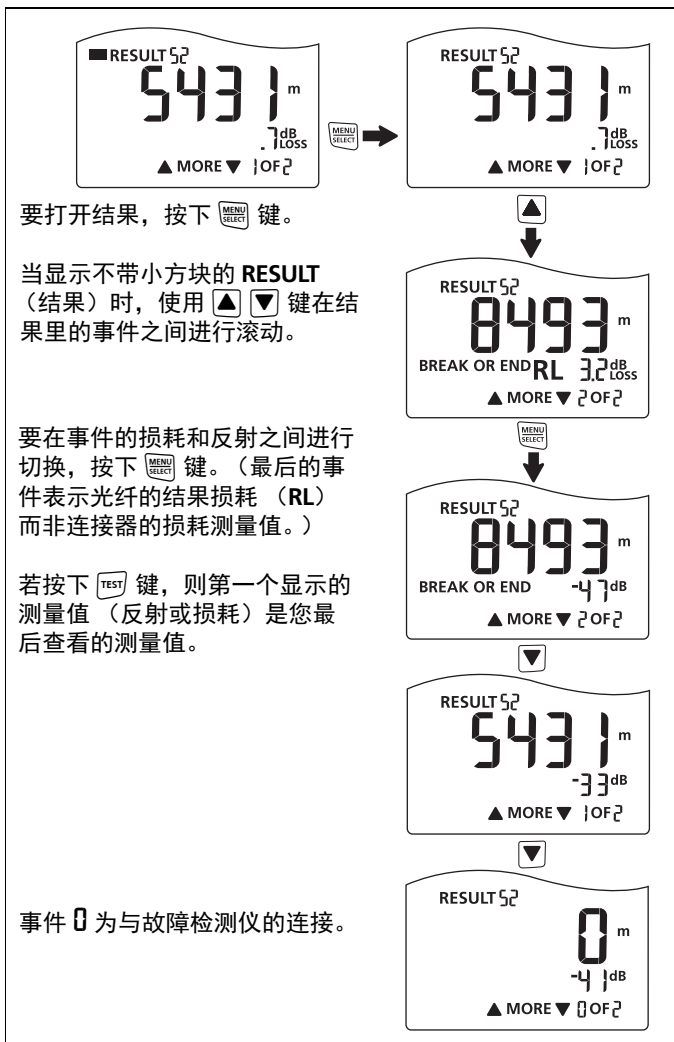 RESULT 52
5431 m
.7 dB LOSS
▲ MORE ▼ 1 OF 2
MENU SELECT
RESULT 52
5431 m
.7 dB LOSS
▲ MORE ▼ 1 OF 2
要打开结果，按下 MENU SELECT 键。
当显示不带小方块的 RESULT
（结果）时，使用 ▲ ▼ 键在结
果里的事件之间进行滚动。
▲
RESULT 52
8493 m
BREAK OR END RL 3.2 dB LOSS
▲ MORE ▼ 2 OF 2
要在事件的损耗和反射之间进行
切换，按下 MENU SELECT 键。（最后的事
件表示光纤的结果损耗 （RL）
而非连接器的损耗测量值。）
MENU SELECT
RESULT 52
8493 m
BREAK OR END -47 dB
▲ MORE ▼ 2 OF 2
若按下 TEST 键，则第一个显示的
测量值 （反射或损耗）是您最
后查看的测量值。
▼
RESULT 52
5431 m
-33 dB
▲ MORE ▼ 1 OF 2
▼
事件 0 为与故障检测仪的连接。
RESULT 52
0 m
-41 dB
▲ MORE ▼ 0 OF 2